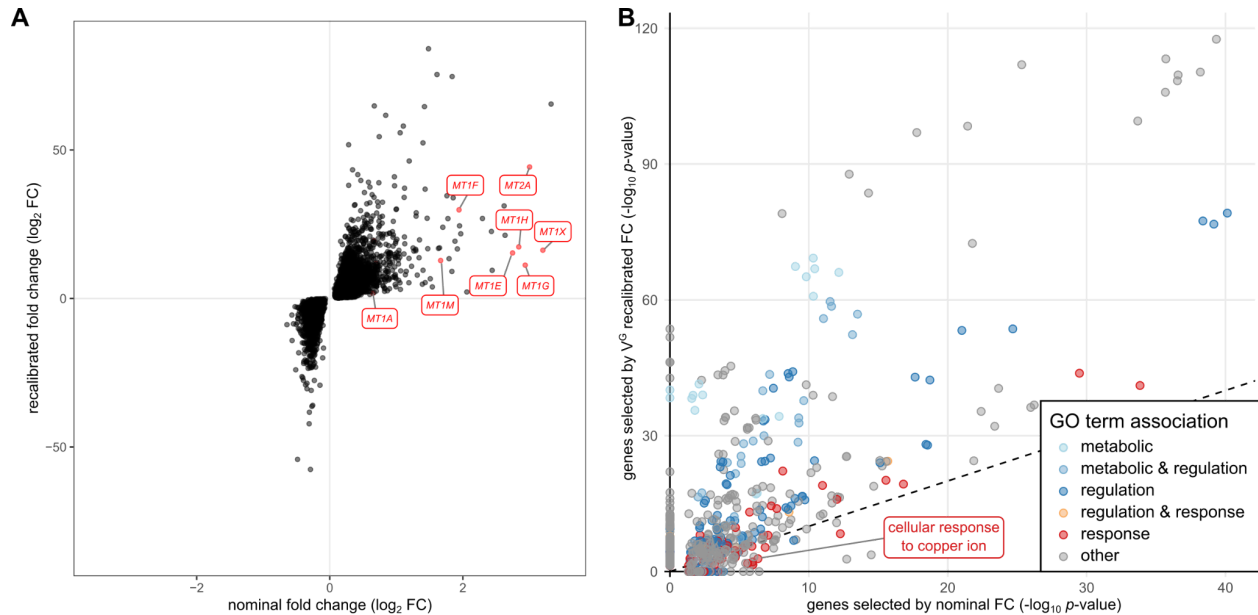 A
recalibrated fold change (log₂ FC)
50
0
−50
MT1F
MT2A
MT1H
MT1X
MT1E
MT1G
MT1M
MT1A
−2
0
2
nominal fold change (log₂ FC)
B
genes selected by Vᴳ recalibrated FC (-log₁₀ p-value)
120
90
60
30
0
cellular response
to copper ion
GO term association
metabolic
metabolic & regulation
regulation
regulation & response
response
other
0
10
20
30
40
genes selected by nominal FC (-log₁₀ p-value)